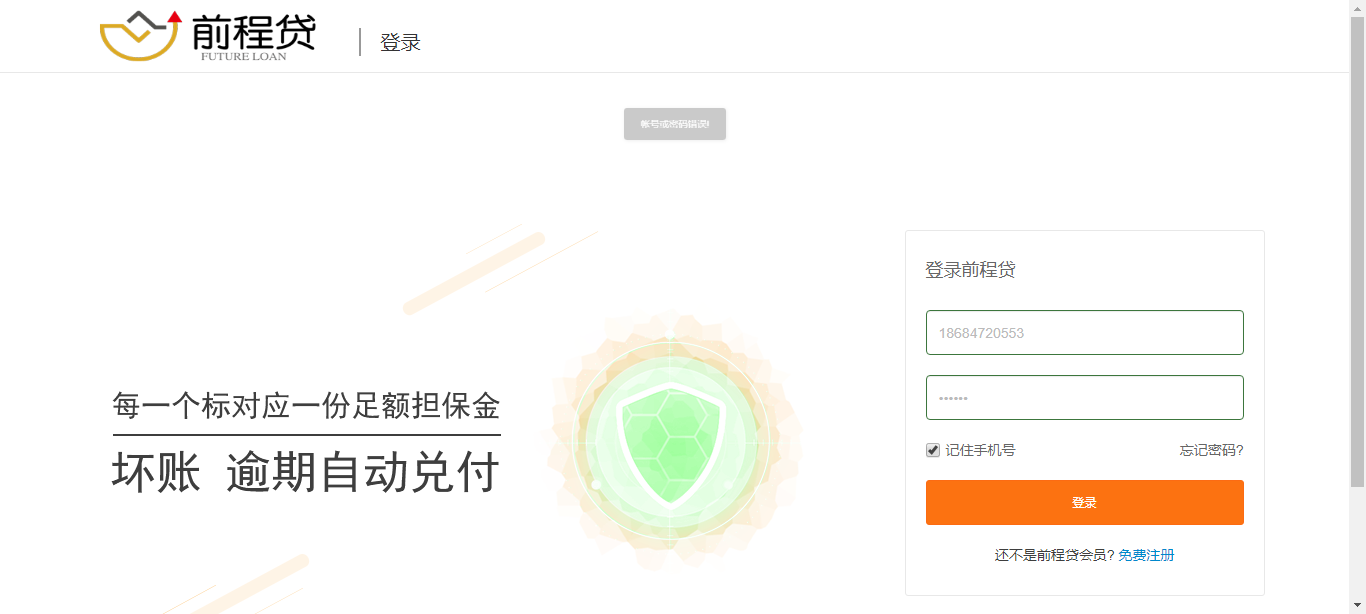 前程贷
FUTURE LOAN
登录
帐号或密码错误!
登录前程贷
18684720553
••••••
每一个标对应一份足额担保金
记住手机号
忘记密码?
坏账 逾期自动兑付
登录
还不是前程贷会员? 免费注册